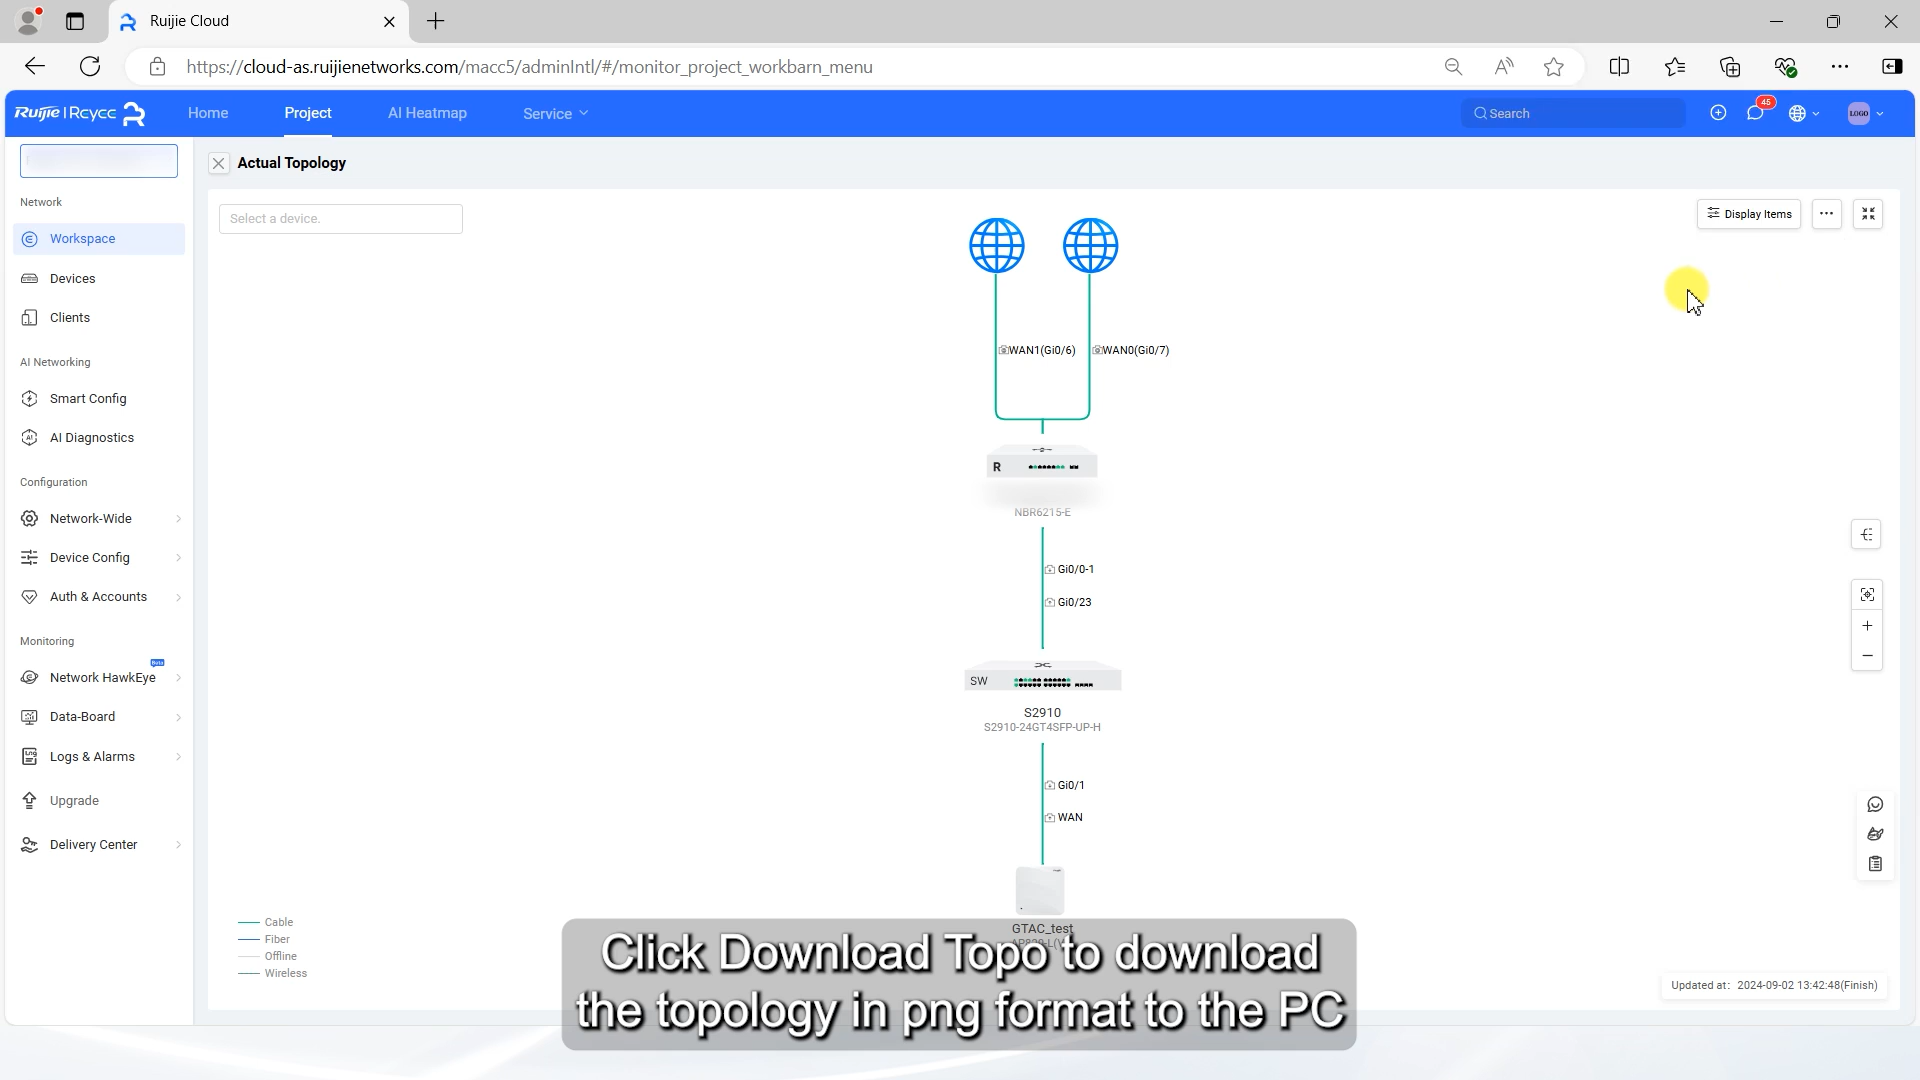 Ruijie Cloud
https://cloud-as.ruijienetworks.com/macc5/adminIntl/#/monitor_project_workbarn_menu
Ruijie | Rcycc
Home
Project
AI Heatmap
Service
Search
45
LOGO
Actual Topology
Network
Workspace
Devices
Clients
AI Networking
Smart Config
AI Diagnostics
Configuration
Network-Wide
Device Config
Auth & Accounts
Monitoring
Beta
Network HawkEye
Data-Board
Logs & Alarms
Upgrade
Delivery Center
Select a device.
Display Items
WAN1(Gi0/6)
WAN0(Gi0/7)
R
NBR6215-E
Gi0/0-1
Gi0/23
SW
S2910
S2910-24GT4SFP-UP-H
Gi0/1
WAN
GTAC_test
Cable
Fiber
Offline
Wireless
Click Download Topo to download
the topology in png format to the PC
Updated at: 2024-09-02 13:42:48(Finish)